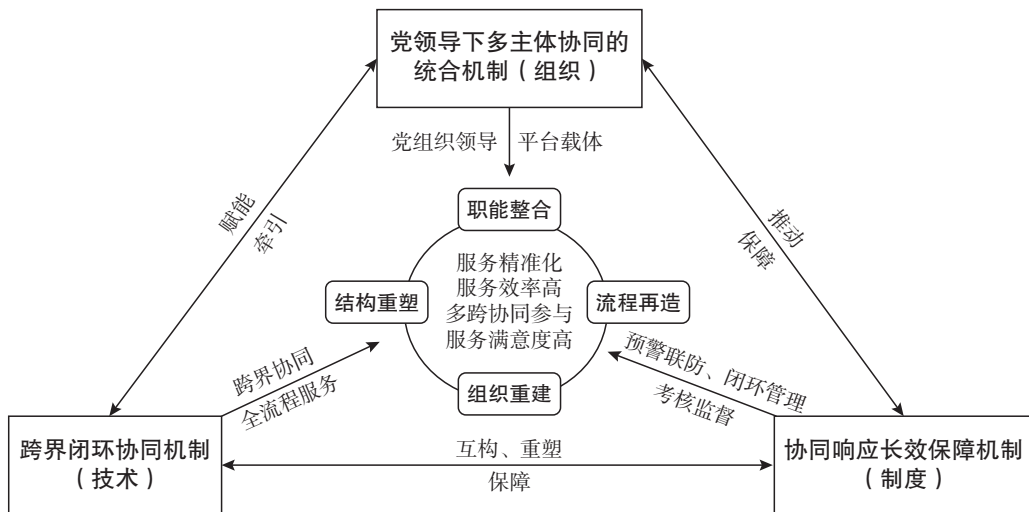 党领导下多主体协同的
统合机制（组织）
党组织领导
平台载体
赋能
牵引
推动
保障
职能整合
服务精准化
服务效率高
多跨协同参与
服务满意度高
结构重塑
流程再造
组织重建
跨界协同
全流程服务
预警联防、闭环管理
考核监督
跨界闭环协同机制
（技术）
互构、重塑
保障
协同响应长效保障机制
（制度）